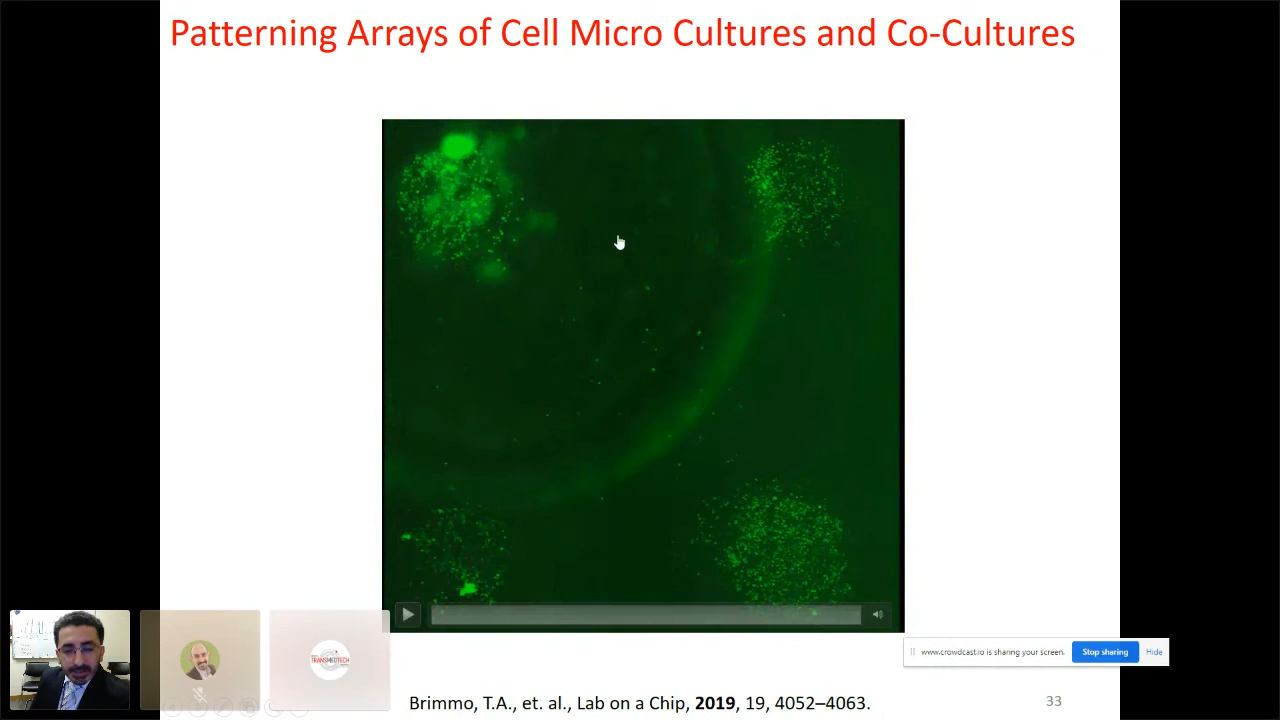 Patterning Arrays of Cell Micro Cultures and Co-Cultures
www.crowdcast.io is sharing your screen.
Stop sharing
Hide
TRANSMEDTECH
Brimmo, T.A., et. al., Lab on a Chip, 2019, 19, 4052–4063.
33